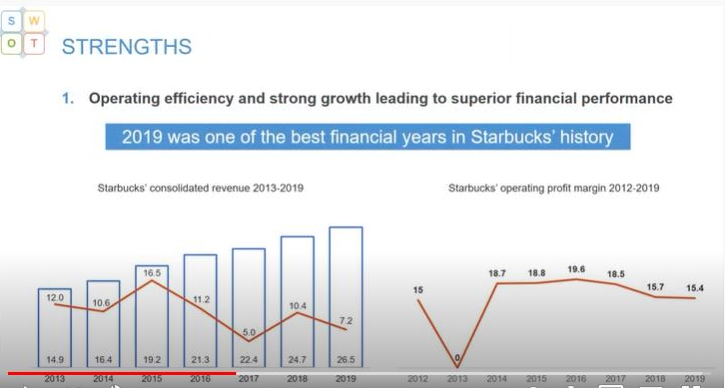 S W
O T
STRENGTHS
1. Operating efficiency and strong growth leading to superior financial performance
2019 was one of the best financial years in Starbucks' history
Starbucks' consolidated revenue 2013-2019
12.0 10.6 16.5 11.2 5.0 10.4 7.2
14.9 16.4 19.2 21.3 22.4 24.7 26.5
2013 2014 2015 2016 2017 2018 2019
Starbucks' operating profit margin 2012-2019
15 0 18.7 18.8 19.6 18.5 15.7 15.4
2012 2013 2014 2015 2016 2017 2018 2019